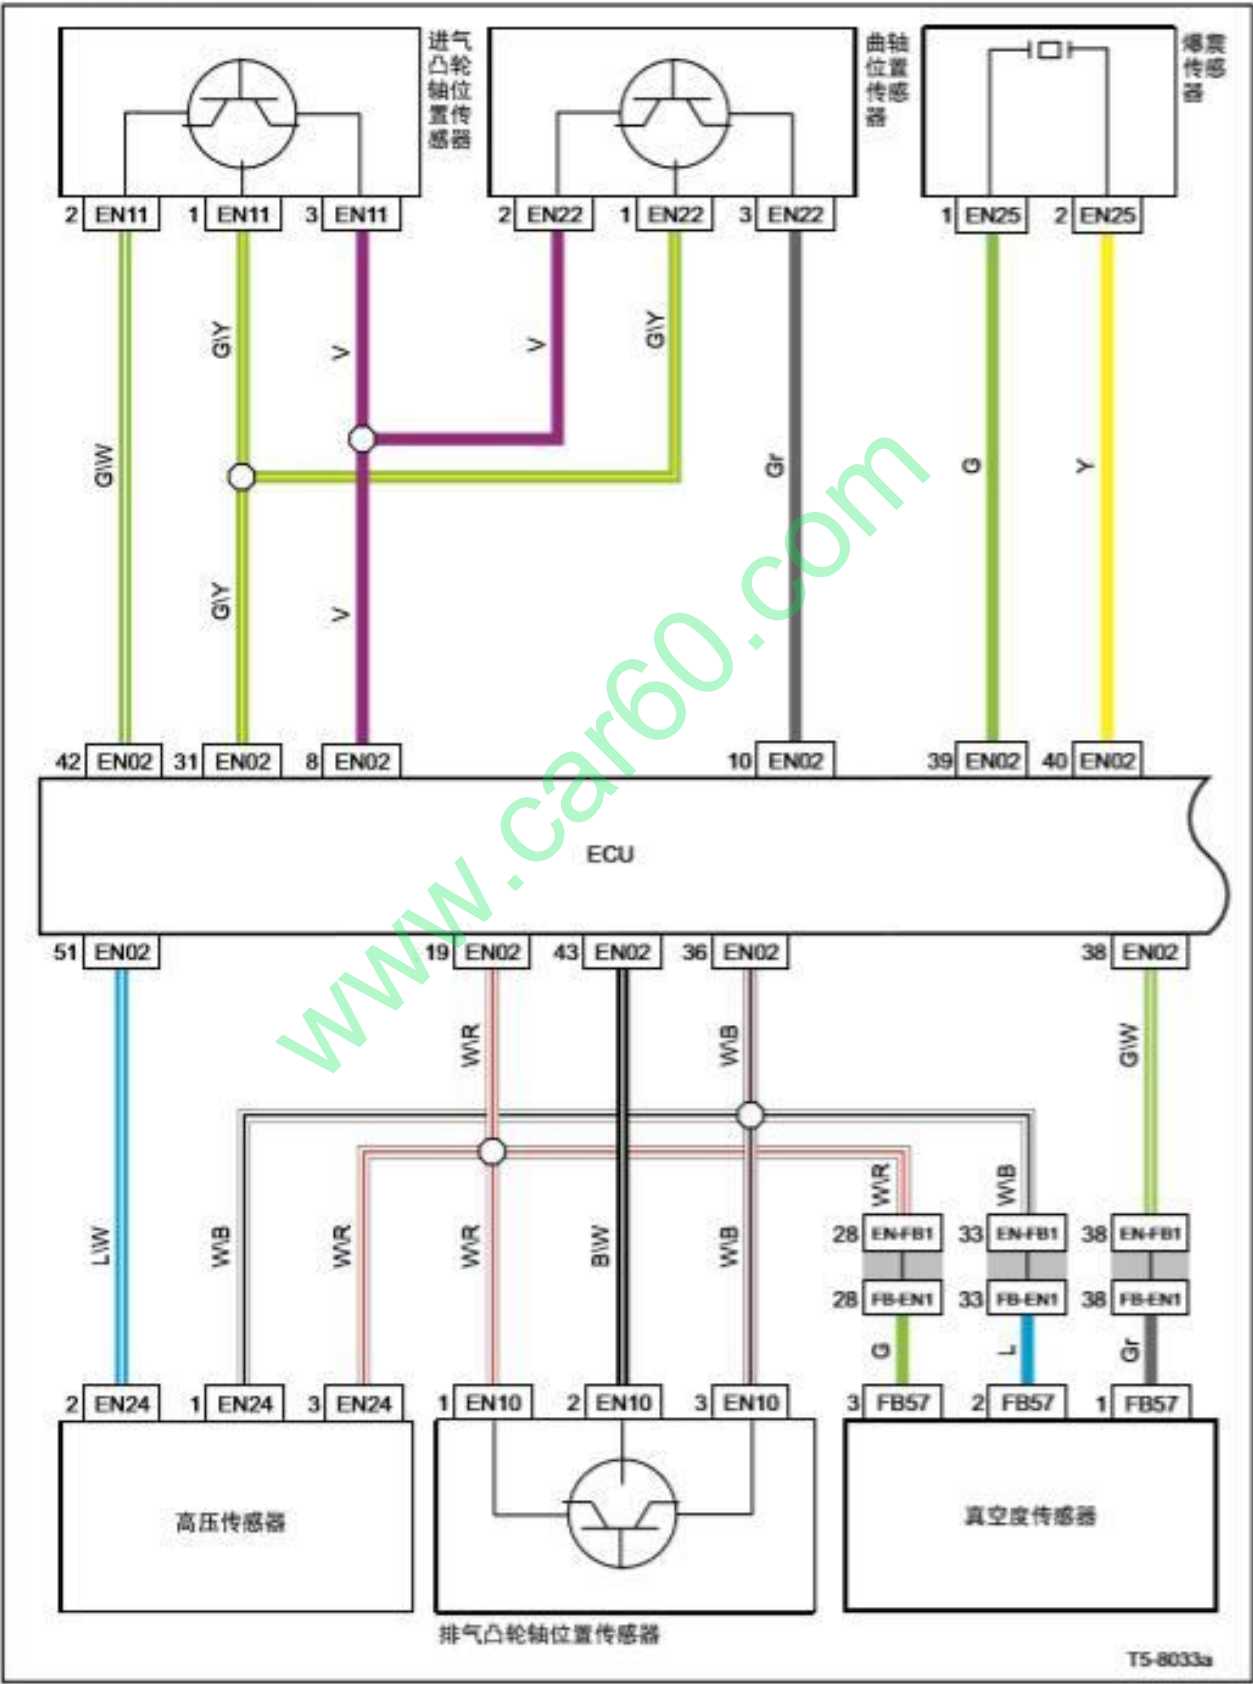 进气
凸轮
轴位
置传
感器
曲轴
位置
传感
器
爆震
传感
器
2 EN11 1 EN11 3 EN11 2 EN22 1 EN22 3 EN22 1 EN25 2 EN25
G\Y V V G\Y
G\W Gr G Y
G\Y V
42 EN02 31 EN02 8 EN02 10 EN02 39 EN02 40 EN02
ECU
www.car60.com
51 EN02 19 EN02 43 EN02 36 EN02 38 EN02
W\R W\B G\W
W\R W\B
28 EN-FB1 33 EN-FB1 38 EN-FB1
L\W W\B W\R W\R B\W W\B
28 FB-EN1 33 FB-EN1 38 FB-EN1
G L Gr
2 EN24 1 EN24 3 EN24 1 EN10 2 EN10 3 EN10 3 FB57 2 FB57 1 FB57
高压传感器
真空度传感器
排气凸轮轴位置传感器
T5-8033a